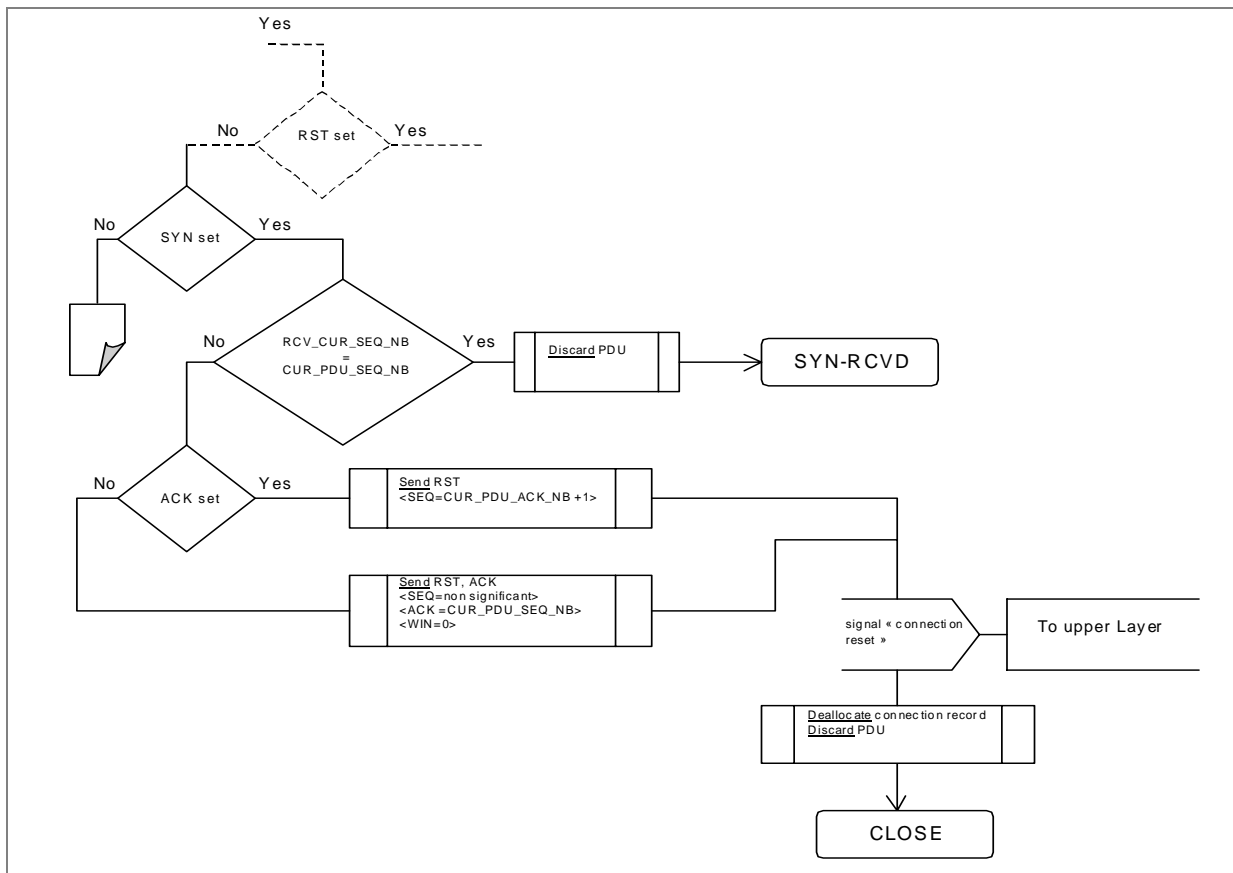 Yes
No
RST set
Yes
No
SYN set
Yes
No
RCV_CUR_SEQ_NB
=
CUR_PDU_SEQ_NB
Yes
Discard PDU
SYN-RCVD
No
ACK set
Yes
Send RST
<SEQ=CUR_PDU_ACK_NB +1>
Send RST, ACK
<SEQ=non significant>
<ACK =CUR_PDU_SEQ_NB>
<WIN=0>
signal « connection
reset »
To upper Layer
Deallocate connection record
Discard PDU
CLOSE